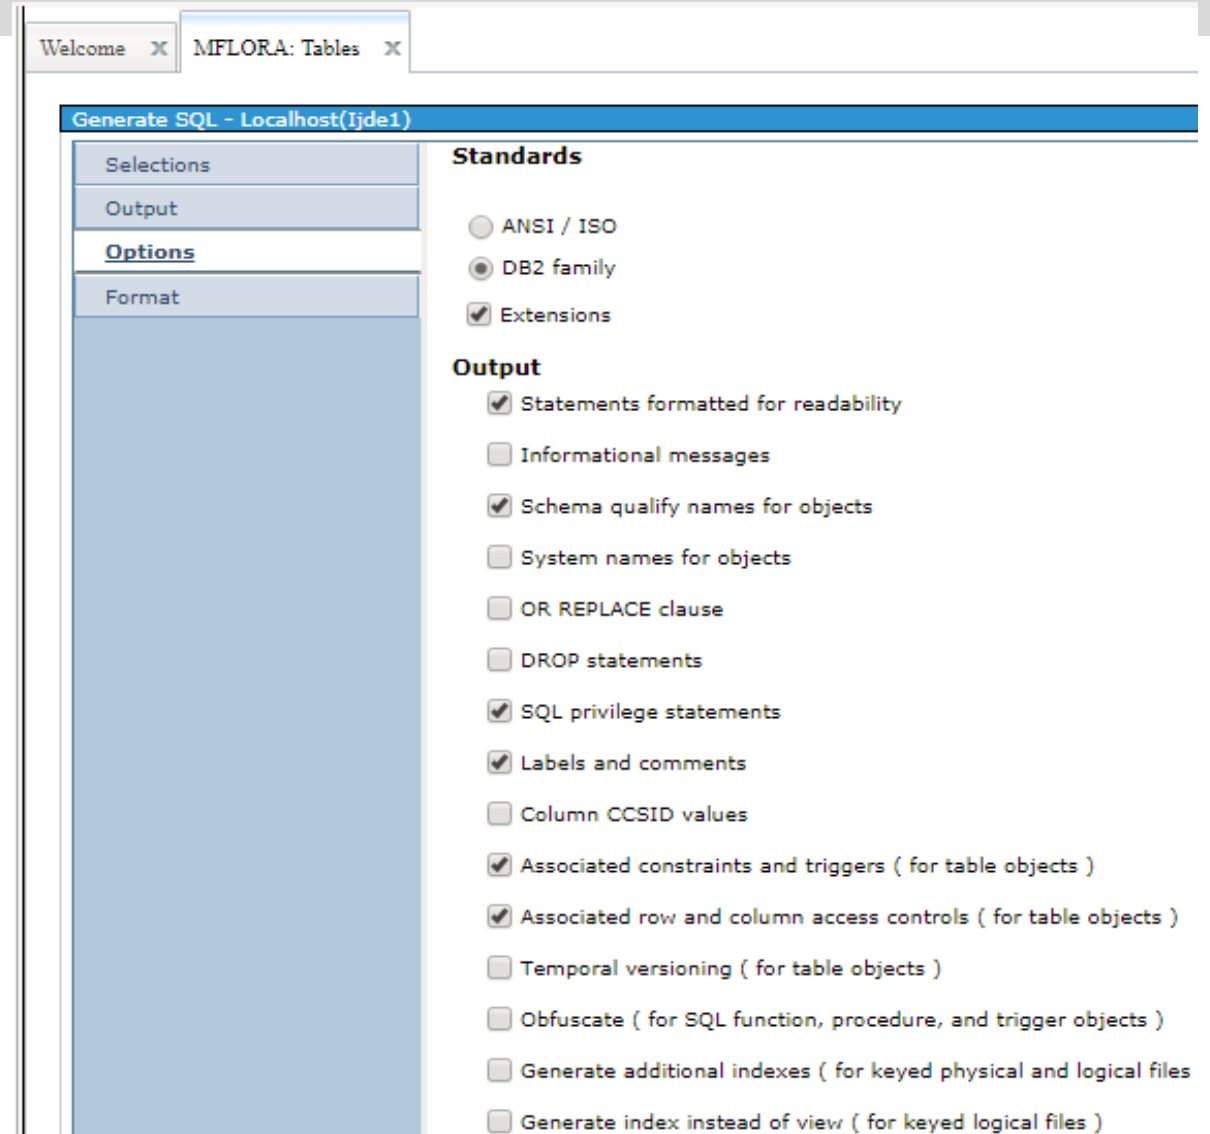 Welcome X MFLORA: Tables X
Generate SQL - Localhost(Ijde1)
Selections
Output
Options
Format
Standards
ANSI / ISO
DB2 family
Extensions
Output
Statements formatted for readability
Informational messages
Schema qualify names for objects
System names for objects
OR REPLACE clause
DROP statements
SQL privilege statements
Labels and comments
Column CCSID values
Associated constraints and triggers ( for table objects )
Associated row and column access controls ( for table objects )
Temporal versioning ( for table objects )
Obfuscate ( for SQL function, procedure, and trigger objects )
Generate additional indexes ( for keyed physical and logical files
Generate index instead of view ( for keyed logical files )